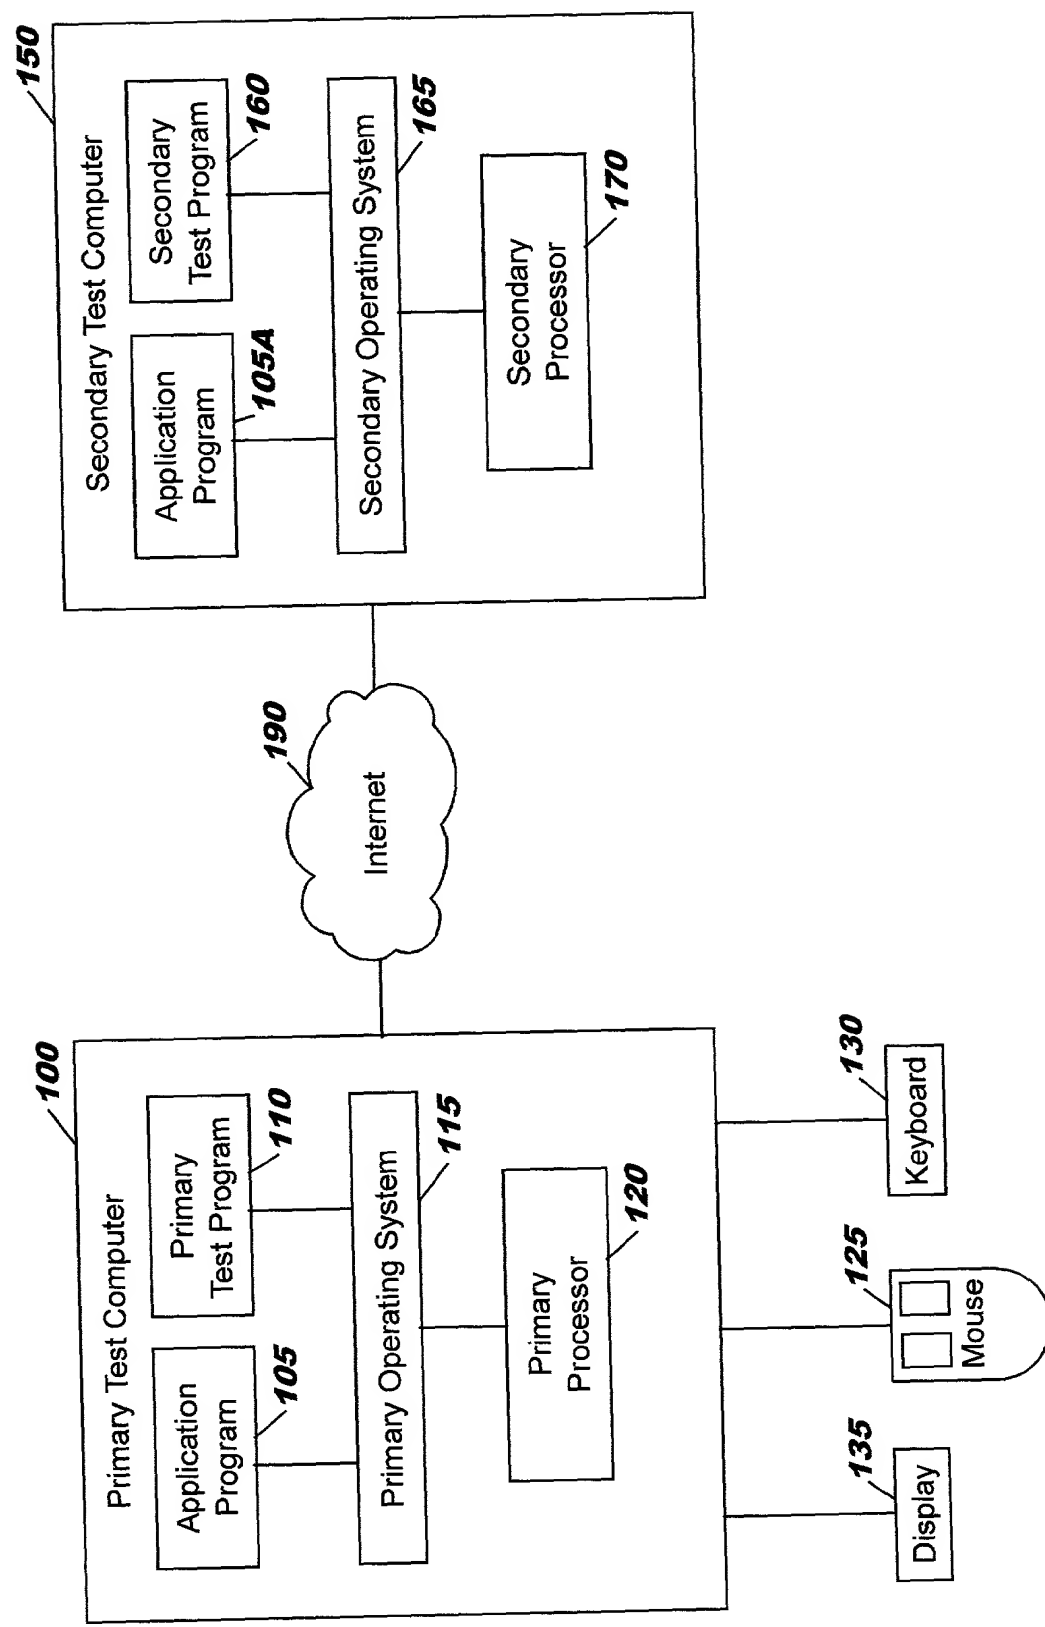 100
Primary Test Computer
Application
Program
105
Primary
Test Program
110
Primary Operating System
115
Primary
Processor
120
Display
135
Mouse
125
Keyboard
130
Internet
190
150
Secondary Test Computer
Application
Program
105A
Secondary
Test Program
160
Secondary Operating System
165
Secondary
Processor
170